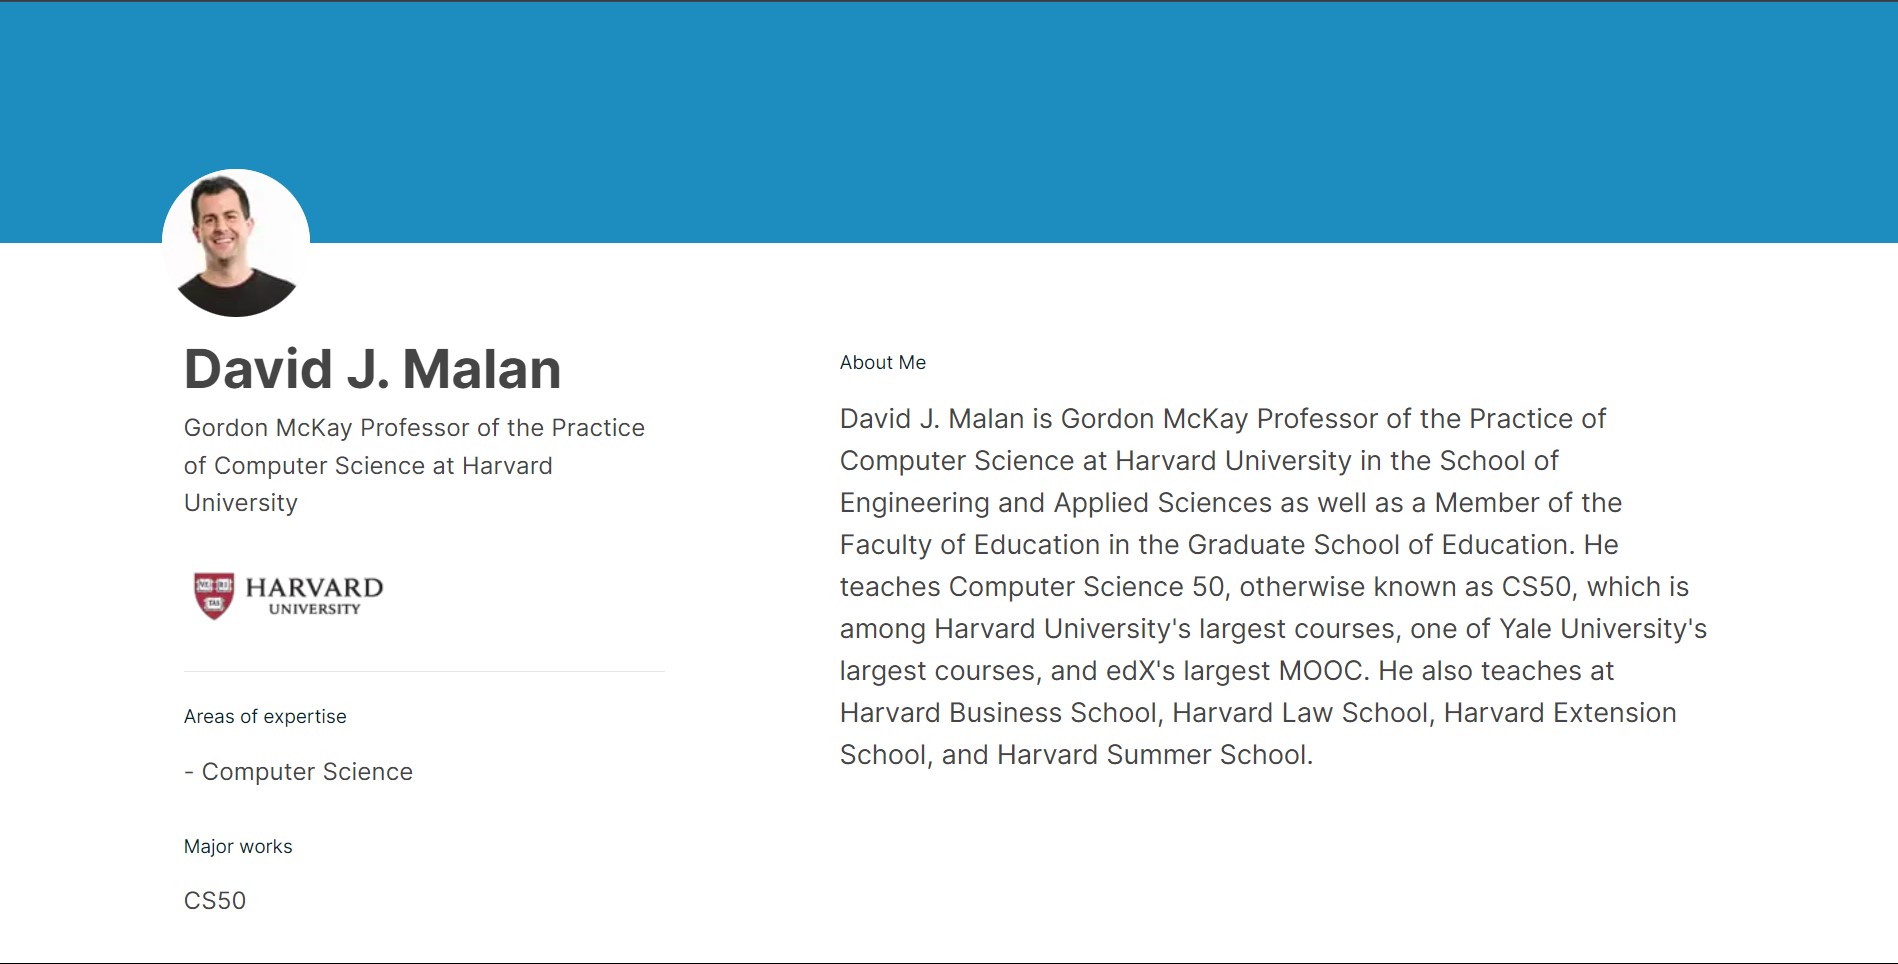 David J. Malan
Gordon McKay Professor of the Practice
of Computer Science at Harvard
University
VE RI
TAS
HARVARD
UNIVERSITY
Areas of expertise
- Computer Science
Major works
CS50
About Me
David J. Malan is Gordon McKay Professor of the Practice of
Computer Science at Harvard University in the School of
Engineering and Applied Sciences as well as a Member of the
Faculty of Education in the Graduate School of Education. He
teaches Computer Science 50, otherwise known as CS50, which is
among Harvard University's largest courses, one of Yale University's
largest courses, and edX's largest MOOC. He also teaches at
Harvard Business School, Harvard Law School, Harvard Extension
School, and Harvard Summer School.